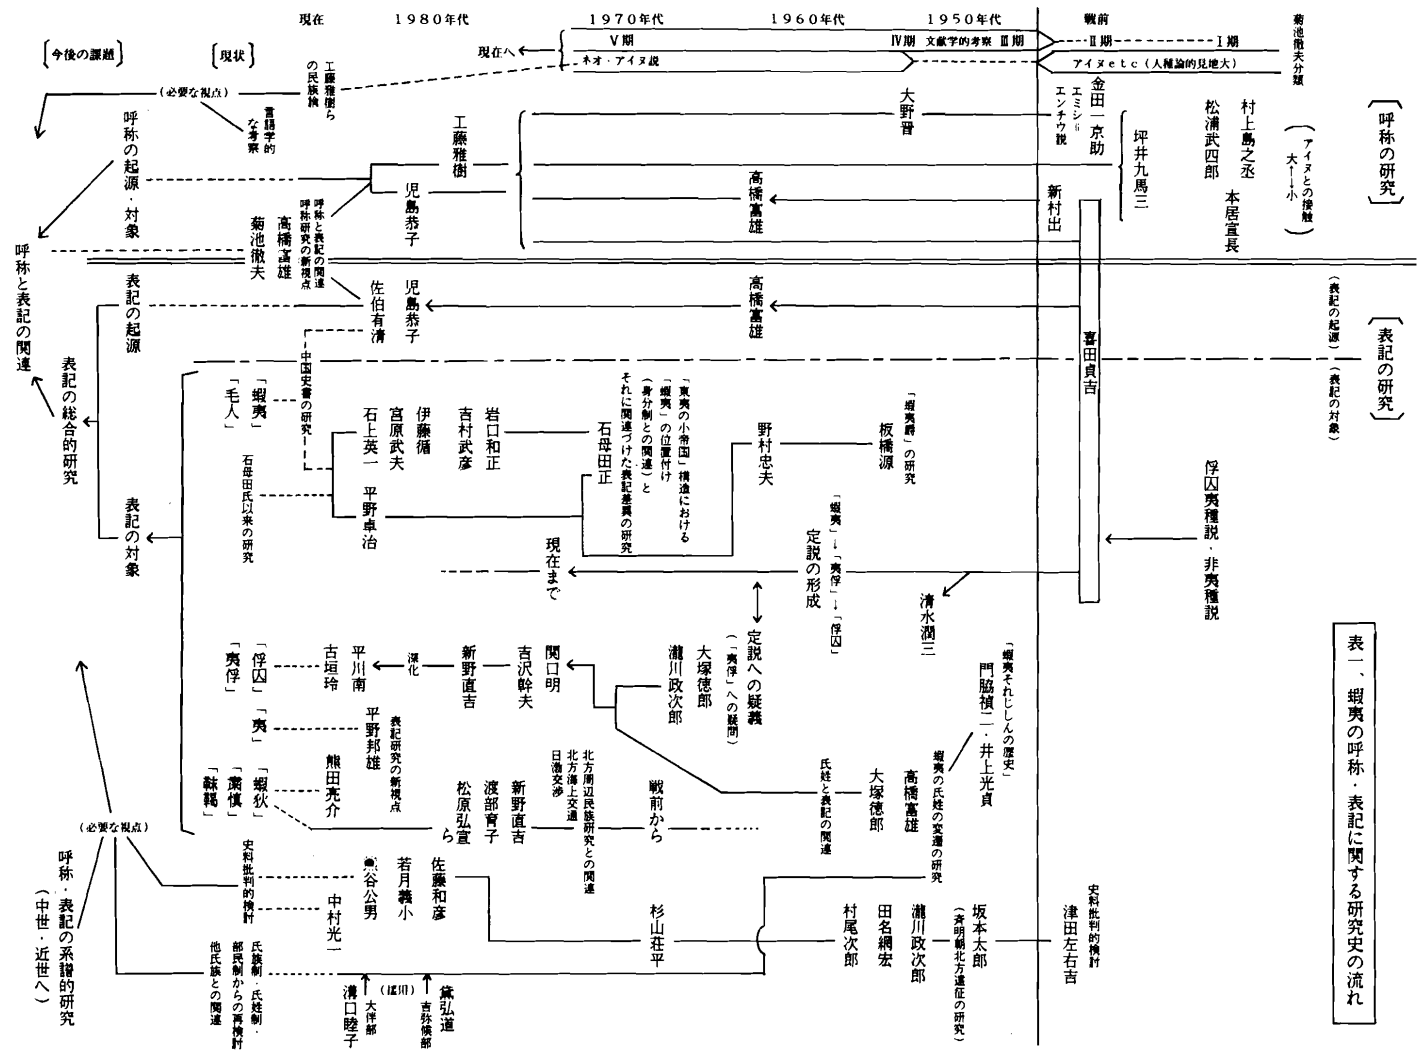 表一、蝦夷の呼称・表記に関する研究史の流れ
菊池徹夫分類
戦前
1950年代
1960年代
1970年代
1980年代
現在
〔現状〕
〔今後の課題〕
Ⅰ期
Ⅱ期
Ⅲ期
文献学的考察
Ⅳ期
Ⅴ期
現在へ
アイヌetc(人種論的見地大)
ネオ・アイヌ説
〔呼称の研究〕
(アイヌとの接触
大←→小)
村上島之丞
松浦武四郎
本居宣長
坪井九馬三
金田一京助
エミシ=
エンチウ説
新村出
大野晋
高橋富雄
工藤雅樹
児島恭子
工藤雅樹ら
の民族検
(必要な視点)
言語学的
な考察
呼称の起源・対象
呼称と表記の関連
呼称研究の新視点
高橋富雄
菊池徹夫
呼称と表記の関連
〔表記の研究〕
(表記の起源)
(表記の対象)
喜田貞吉
高橋富雄
児島恭子
佐伯有清
表記の起源
中国史書の研究
俘囚夷種説・非夷種説
「蝦夷爵」の研究
板橋源
野村忠夫
「東夷の小帝国」構造における
「蝦夷」の位置付け
(身分制との関連)と
それに関連づけた表記差異の研究
石母田正
岩口和正
吉村武彦
伊藤循
宮原武夫
石上英一
平野卓治
「蝦夷」
「毛人」
石母田氏以来の研究
表記の総合的研究
表記の対象
「蝦夷」→「夷俘」→「俘囚」
定説の形成
現在まで
清水潤三
定説への疑義
(「夷俘」への疑問)
大塚徳郎
瀧川政次郎
関口明
吉沢幹夫
新野直吉
深化
平川南
古垣玲
「俘囚」
「夷俘」
「蝦夷それじしんの歴史」
門脇禎二・井上光貞
蝦夷の氏姓の変遷の研究
高橋富雄
大塚徳郎
氏姓と表記の関連
表記研究の新視点
平野邦雄
「夷」
熊田亮介
「蝦狄」
「粛慎」
「靺鞨」
戦前から
北方周辺民族研究との関連
北方海上交通
日渤交渉
新野直吉
渡部育子
松原弘宣
ら
史料批判的検討
津田左右吉
坂本太郎
(斉明朝北方遠征の研究)
瀧川政次郎
田名網宏
村尾次郎
杉山荘平
佐藤和彦
若月義小
谷公男
中村光一
史料批判的検討
(必要な視点)
呼称・表記の系譜的研究
(中世・近世へ)
氏族制・氏姓制・
部民制からの再検討
他氏族との関連
弘道
吉弥候部
大伴部
溝口睦子